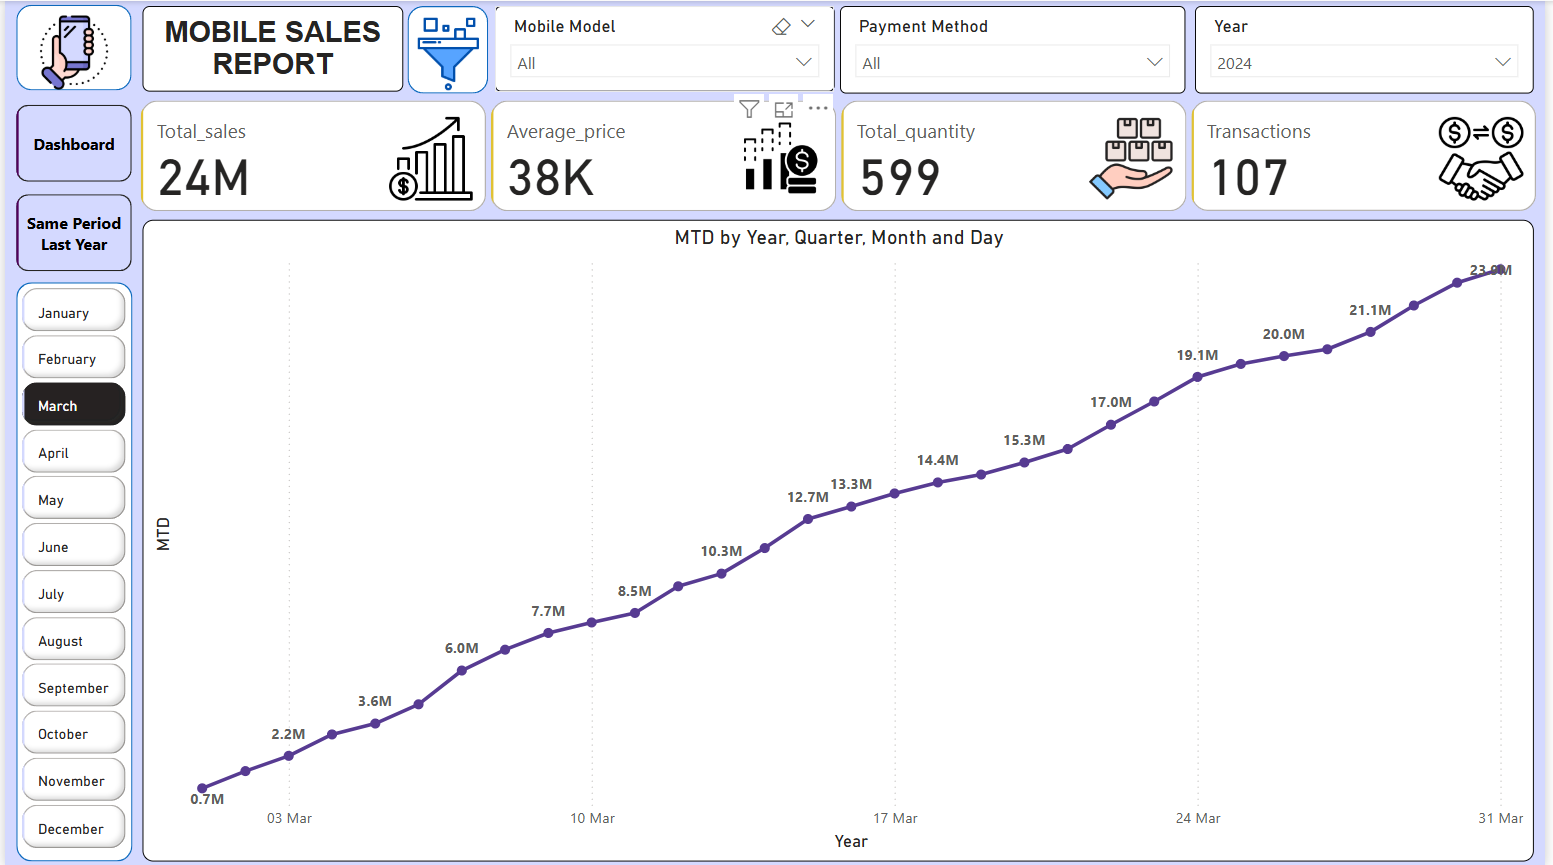 MOBILE SALES
REPORT
Mobile Model
All
Payment Method
All
Year
2024
Dashboard
Same Period
Last Year
Total_sales
24M
Average_price
38K
Total_quantity
599
Transactions
107
January
February
March
April
May
June
July
August
September
October
November
December
MTD by Year, Quarter, Month and Day
MTD
0.7M
2.2M
3.6M
6.0M
7.7M
8.5M
10.3M
12.7M
13.3M
14.4M
15.3M
17.0M
19.1M
20.0M
21.1M
23.9M
03 Mar
10 Mar
17 Mar
24 Mar
31 Mar
Year